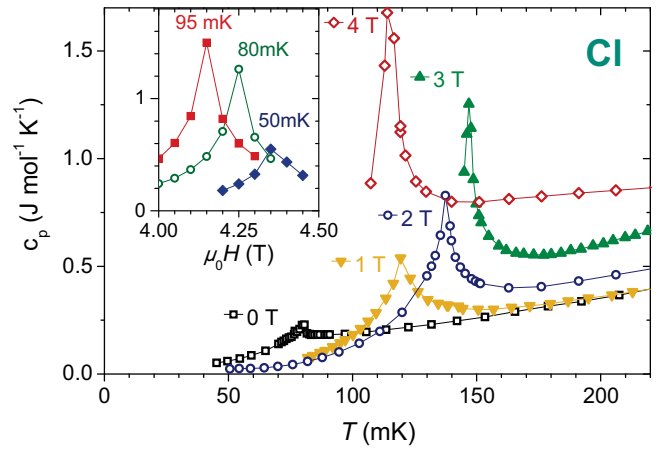 1.5
1.0
0.5
0.0
c_p (J mol⁻¹ K⁻¹)
95 mK
80mK
50mK
1
0
4.00 4.25 4.50
μ₀H (T)
4 T
3 T
2 T
1 T
0 T
Cl
0 50 100 150 200
T (mK)